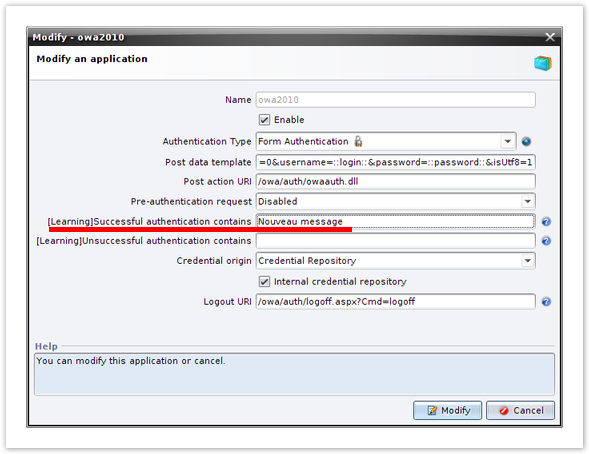 Modify - owa2010
Modify an application
Name owa2010
Enable
Authentication Type Form Authentication
Post data template =0&username=::login::&password=::password::&isUtf8=1
Post action URI /owa/auth/owaauth.dll
Pre-authentication request Disabled
[Learning]Successful authentication contains Nouveau message
[Learning]Unsuccessful authentication contains
Credential origin Credential Repository
Internal credential repository
Logout URI /owa/auth/logoff.aspx?Cmd=logoff
Help
You can modify this application or cancel.
Modify Cancel